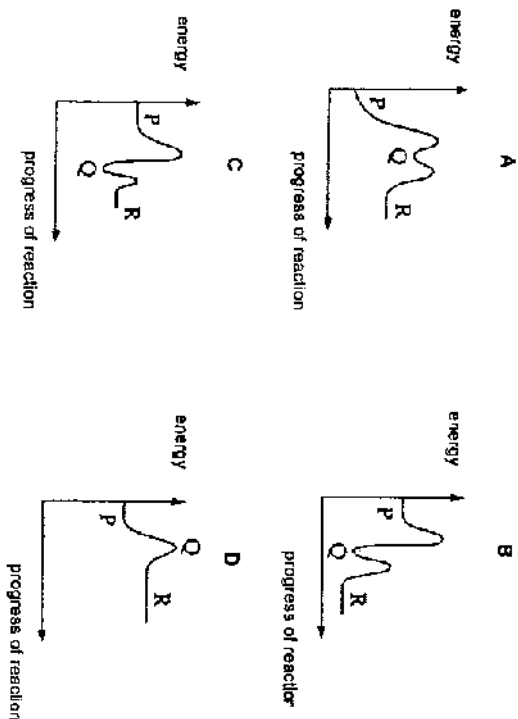 A
energy
P
Q
R
progress of reaction
B
energy
P
Q
R
progress of reaction
C
energy
P
Q
R
progress of reaction
D
energy
P
Q
R
progress of reaction